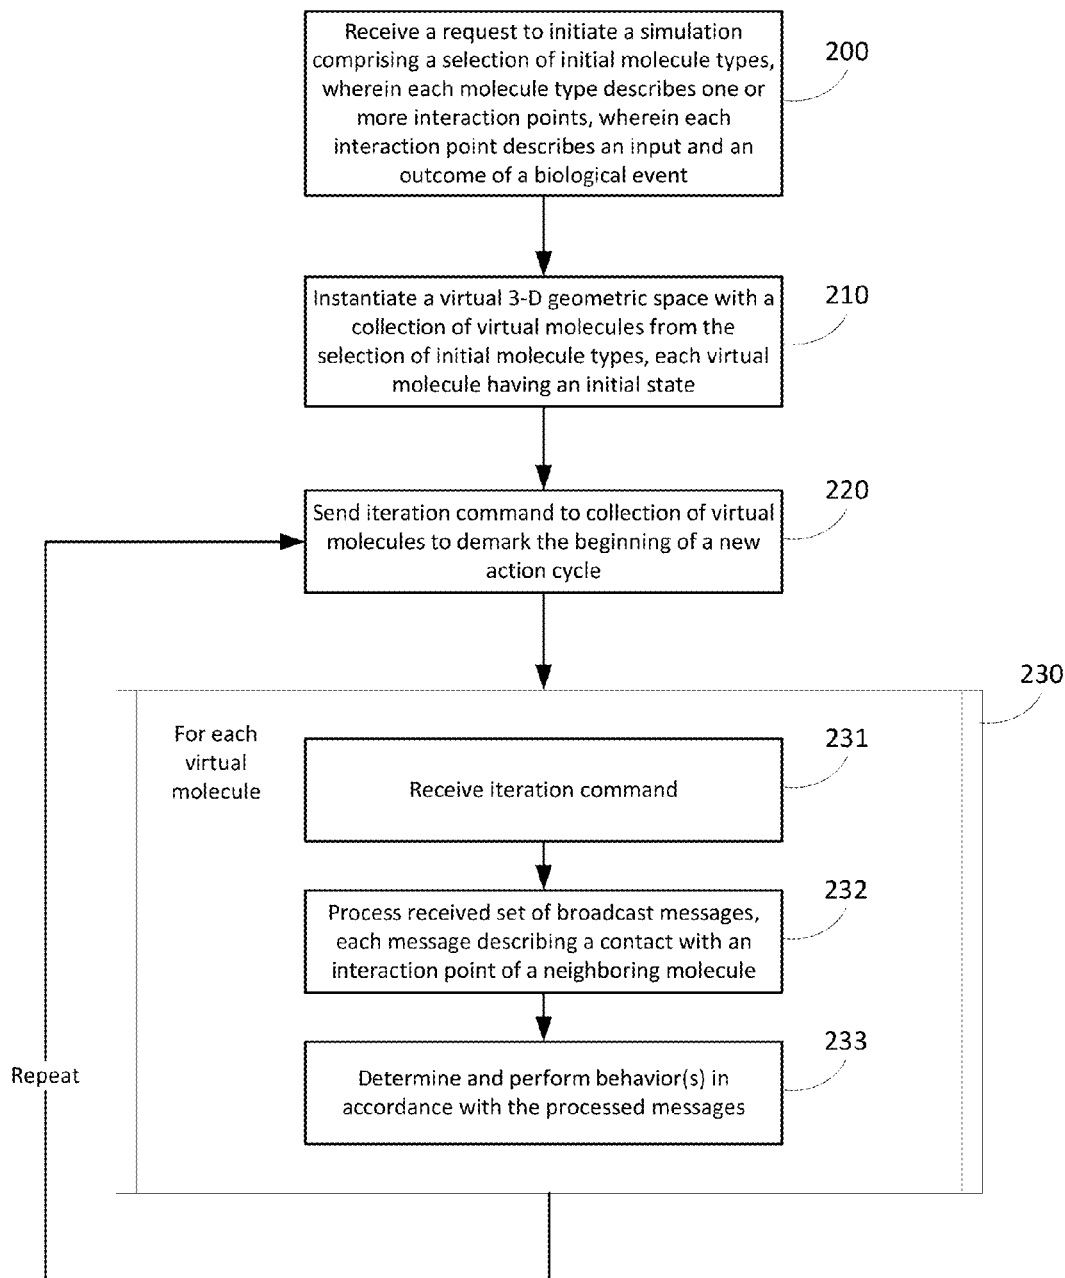 Receive a request to initiate a simulation
comprising a selection of initial molecule types,
wherein each molecule type describes one or
more interaction points, wherein each
interaction point describes an input and an
outcome of a biological event
200
Instantiate a virtual 3-D geometric space with a
collection of virtual molecules from the
selection of initial molecule types, each virtual
molecule having an initial state
210
Send iteration command to collection of virtual
molecules to demark the beginning of a new
action cycle
220
230
For each
virtual
molecule
Receive iteration command
231
Process received set of broadcast messages,
each message describing a contact with an
interaction point of a neighboring molecule
232
Determine and perform behavior(s) in
accordance with the processed messages
233
Repeat